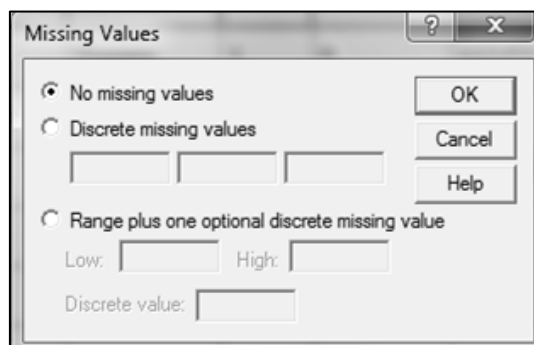 Missing Values
No missing values
OK
Discrete missing values
Cancel
Help
Range plus one optional discrete missing value
Low:
High:
Discrete value: